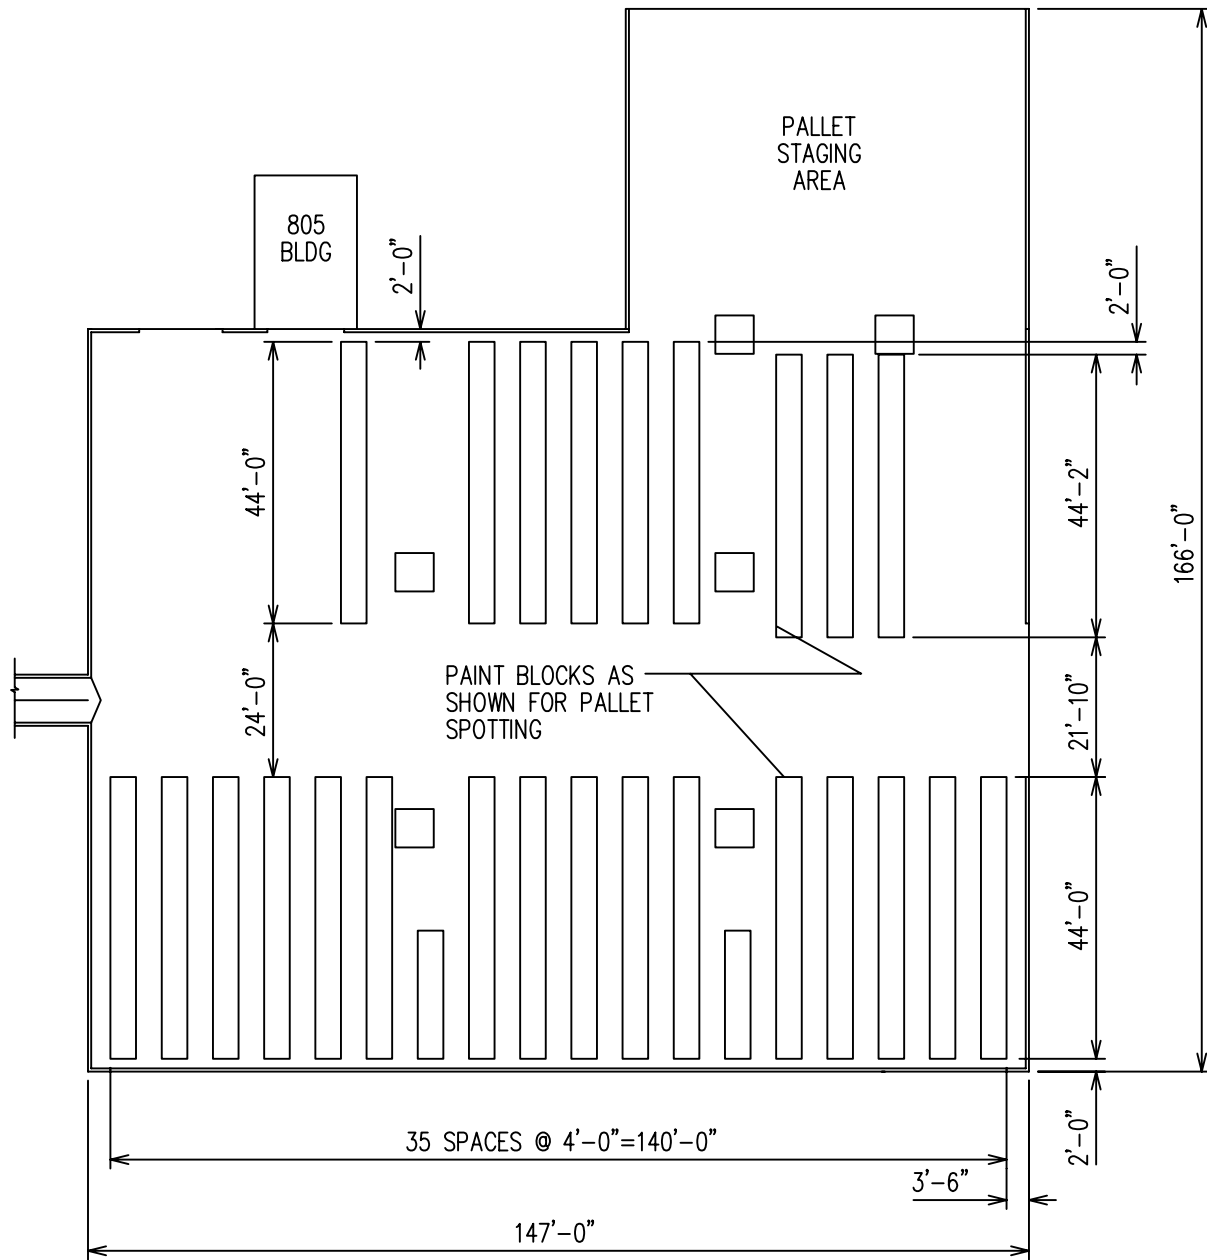 PALLET
STAGING
AREA
805
BLDG
2'-0"
2'-0"
44'-0"
44'-2"
166'-0"
PAINT BLOCKS AS
SHOWN FOR PALLET
SPOTTING
24'-0"
21'-10"
44'-0"
35 SPACES @ 4'-0"=140'-0"
2'-0"
3'-6"
147'-0"